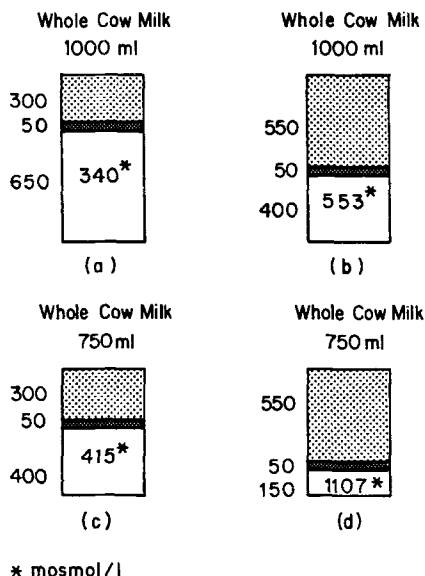 Whole Cow Milk
1000 ml
300
50
650
340*
(a)
Whole Cow Milk
1000 ml
550
50
400
553*
(b)
Whole Cow Milk
750 ml
300
50
400
415*
(c)
Whole Cow Milk
750 ml
550
50
150
1107*
(d)
* mosmol/l